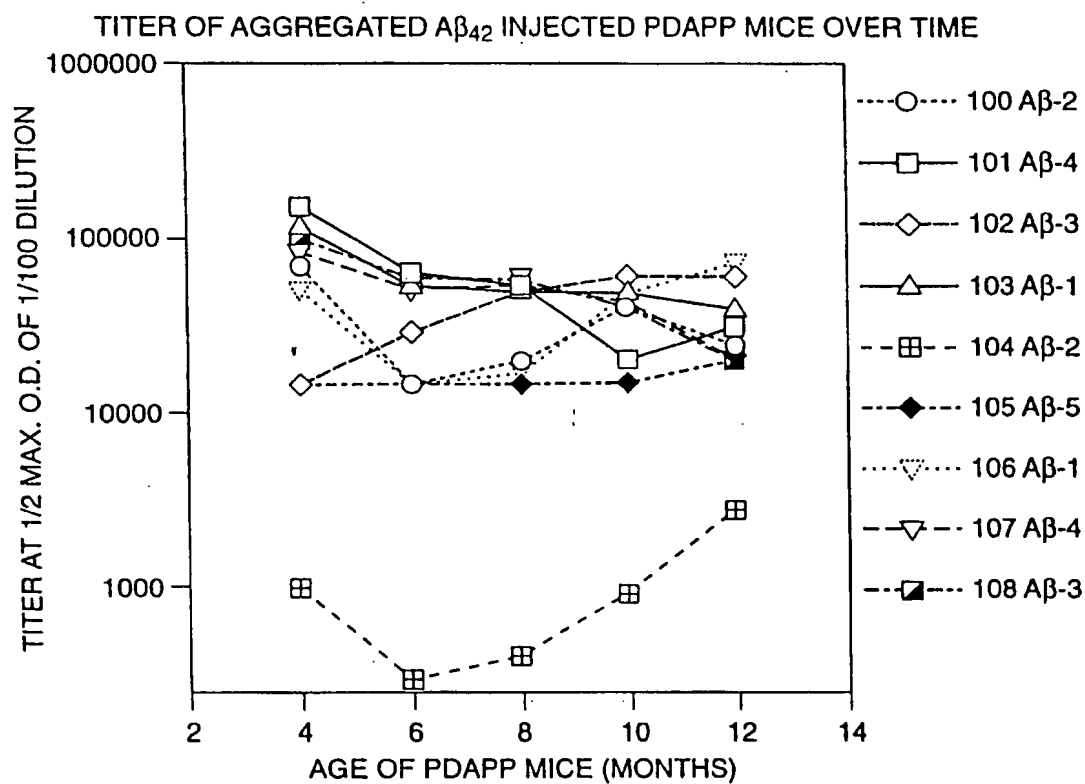 TITER OF AGGREGATED Aβ42 INJECTED PDAPP MICE OVER TIME
TITER AT 1/2 MAX. O.D. OF 1/100 DILUTION
1000000
100000
10000
1000
2 4 6 8 10 12 14
AGE OF PDAPP MICE (MONTHS)
100 Aβ-2
101 Aβ-4
102 Aβ-3
103 Aβ-1
104 Aβ-2
105 Aβ-5
106 Aβ-1
107 Aβ-4
108 Aβ-3